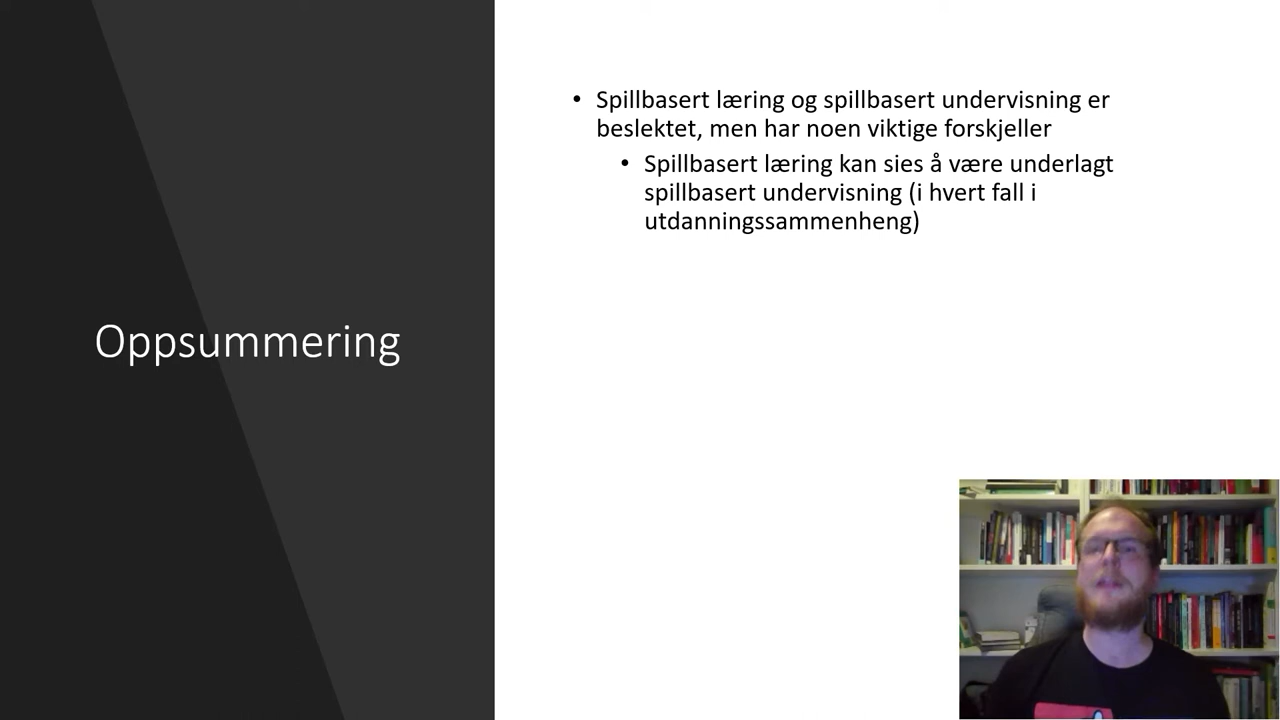 Oppsummering
• Spillbasert læring og spillbasert undervisning er
beslektet, men har noen viktige forskjeller
• Spillbasert læring kan sies å være underlagt
spillbasert undervisning (i hvert fall i
utdanningssammenheng)